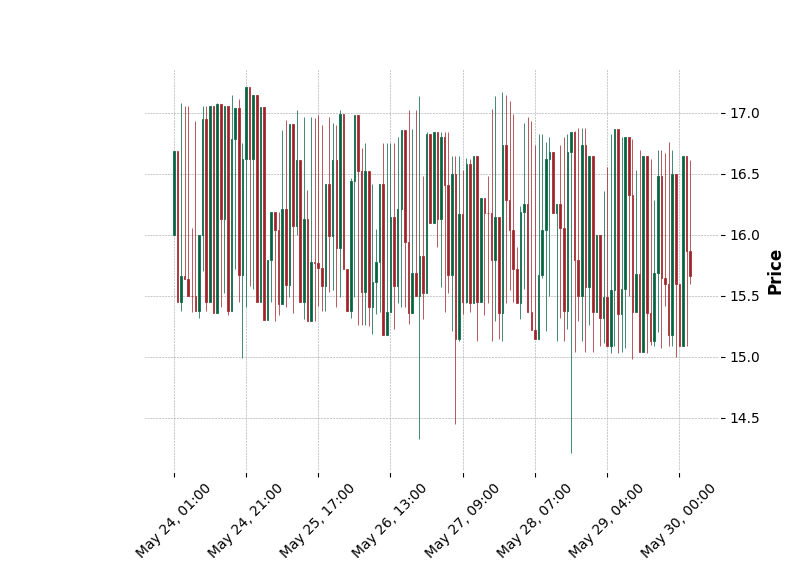 17.0
16.5
16.0
15.5
15.0
14.5
Price
May 24, 01:00
May 24, 21:00
May 25, 17:00
May 26, 13:00
May 27, 09:00
May 28, 07:00
May 29, 04:00
May 30, 00:00